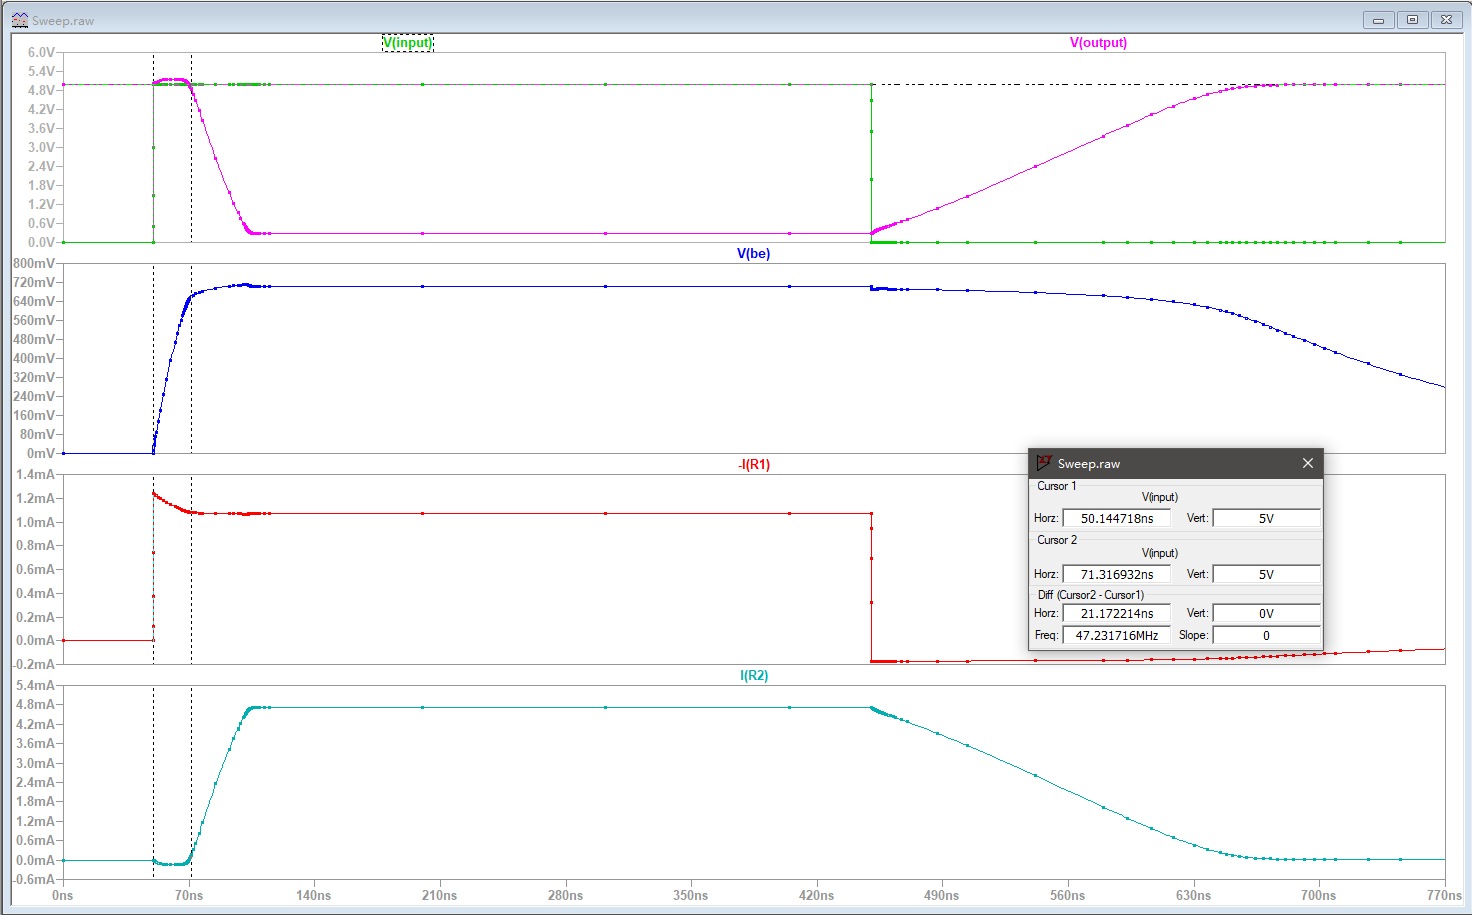 Sweep.raw
V(input) V(output)
6.0V
5.4V
4.8V
4.2V
3.6V
3.0V
2.4V
1.8V
1.2V
0.6V
0.0V
V(be)
800mV
720mV
640mV
560mV
480mV
400mV
320mV
240mV
160mV
80mV
0mV
-I(R1)
1.4mA
1.2mA
1.0mA
0.8mA
0.6mA
0.4mA
0.2mA
0.0mA
-0.2mA
I(R2)
5.4mA
4.8mA
4.2mA
3.6mA
3.0mA
2.4mA
1.8mA
1.2mA
0.6mA
0.0mA
-0.6mA
0ns 70ns 140ns 210ns 280ns 350ns 420ns 490ns 560ns 630ns 700ns 770ns
Sweep.raw
Cursor 1
V(input)
Horz: 50.144718ns Vert: 5V
Cursor 2
V(input)
Horz: 71.316932ns Vert: 5V
Diff (Cursor2 - Cursor1)
Horz: 21.172214ns Vert: 0V
Freq: 47.231716MHz Slope: 0